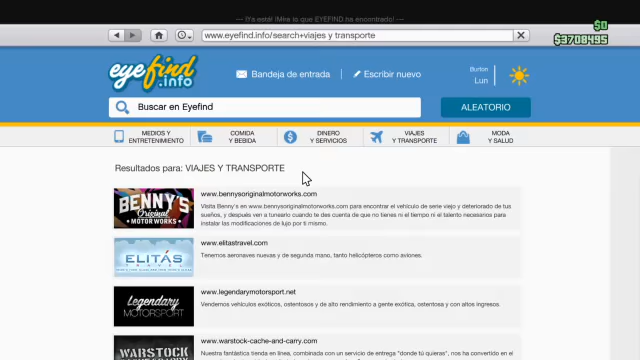 — ¡Ya está! ¡Mira lo que EYEFIND ha encontrado! —
$0
$3708495
www.eyefind.info/search+viajes y transporte
eyefind
.info
Bandeja de entrada
Escribir nuevo
Burton
Lun
Buscar en Eyefind
ALEATORIO
MEDIOS Y ENTRETENIMIENTO
COMIDA Y BEBIDA
DINERO Y SERVICIOS
VIAJES Y TRANSPORTE
MODA Y SALUD
Resultados para: VIAJES Y TRANSPORTE
BENNY'S
Original
MOTOR WORKS
www.bennysoriginalmotorworks.com
Visita Benny's en www.bennysoriginalmotorworks.com para encontrar el vehículo de serie viejo y deteriorado de tus
sueños, y después ven a tunearlo cuando te des cuenta de que no tienes ni el tiempo ni el talento necesarios para
instalar las modificaciones de lujo por ti mismo.
ELITÁS
TRAVEL
www.elitastravel.com
Tenemos aeronaves nuevas y de segunda mano, tanto helicópteros como aviones.
Legendary
MOTORSPORT
www.legendarymotorsport.net
Vendemos vehículos exóticos, ostentosos y de alto rendimiento a gente exótica, ostentosa y con altos ingresos.
WARSTOCK
www.warstock-cache-and-carry.com
Nuestra fantástica tienda en línea, combinada con un servicio de entrega "donde tú quieras", nos ha convertido en el